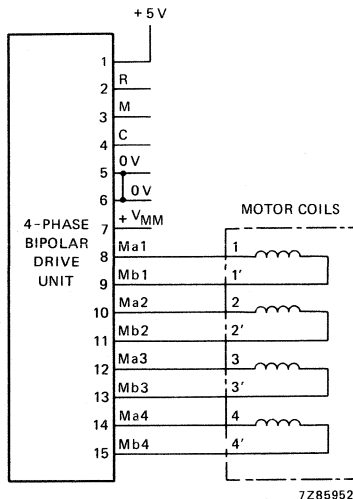 +5V
1
2 R
3 M
4 C
5 0V
6 0V
7 +VMM
4-PHASE
BIPOLAR
DRIVE
UNIT
MOTOR COILS
8 Ma1 1
9 Mb1 1'
10 Ma2 2
11 Mb2 2'
12 Ma3 3
13 Mb3 3'
14 Ma4 4
15 Mb4 4'
7Z85952